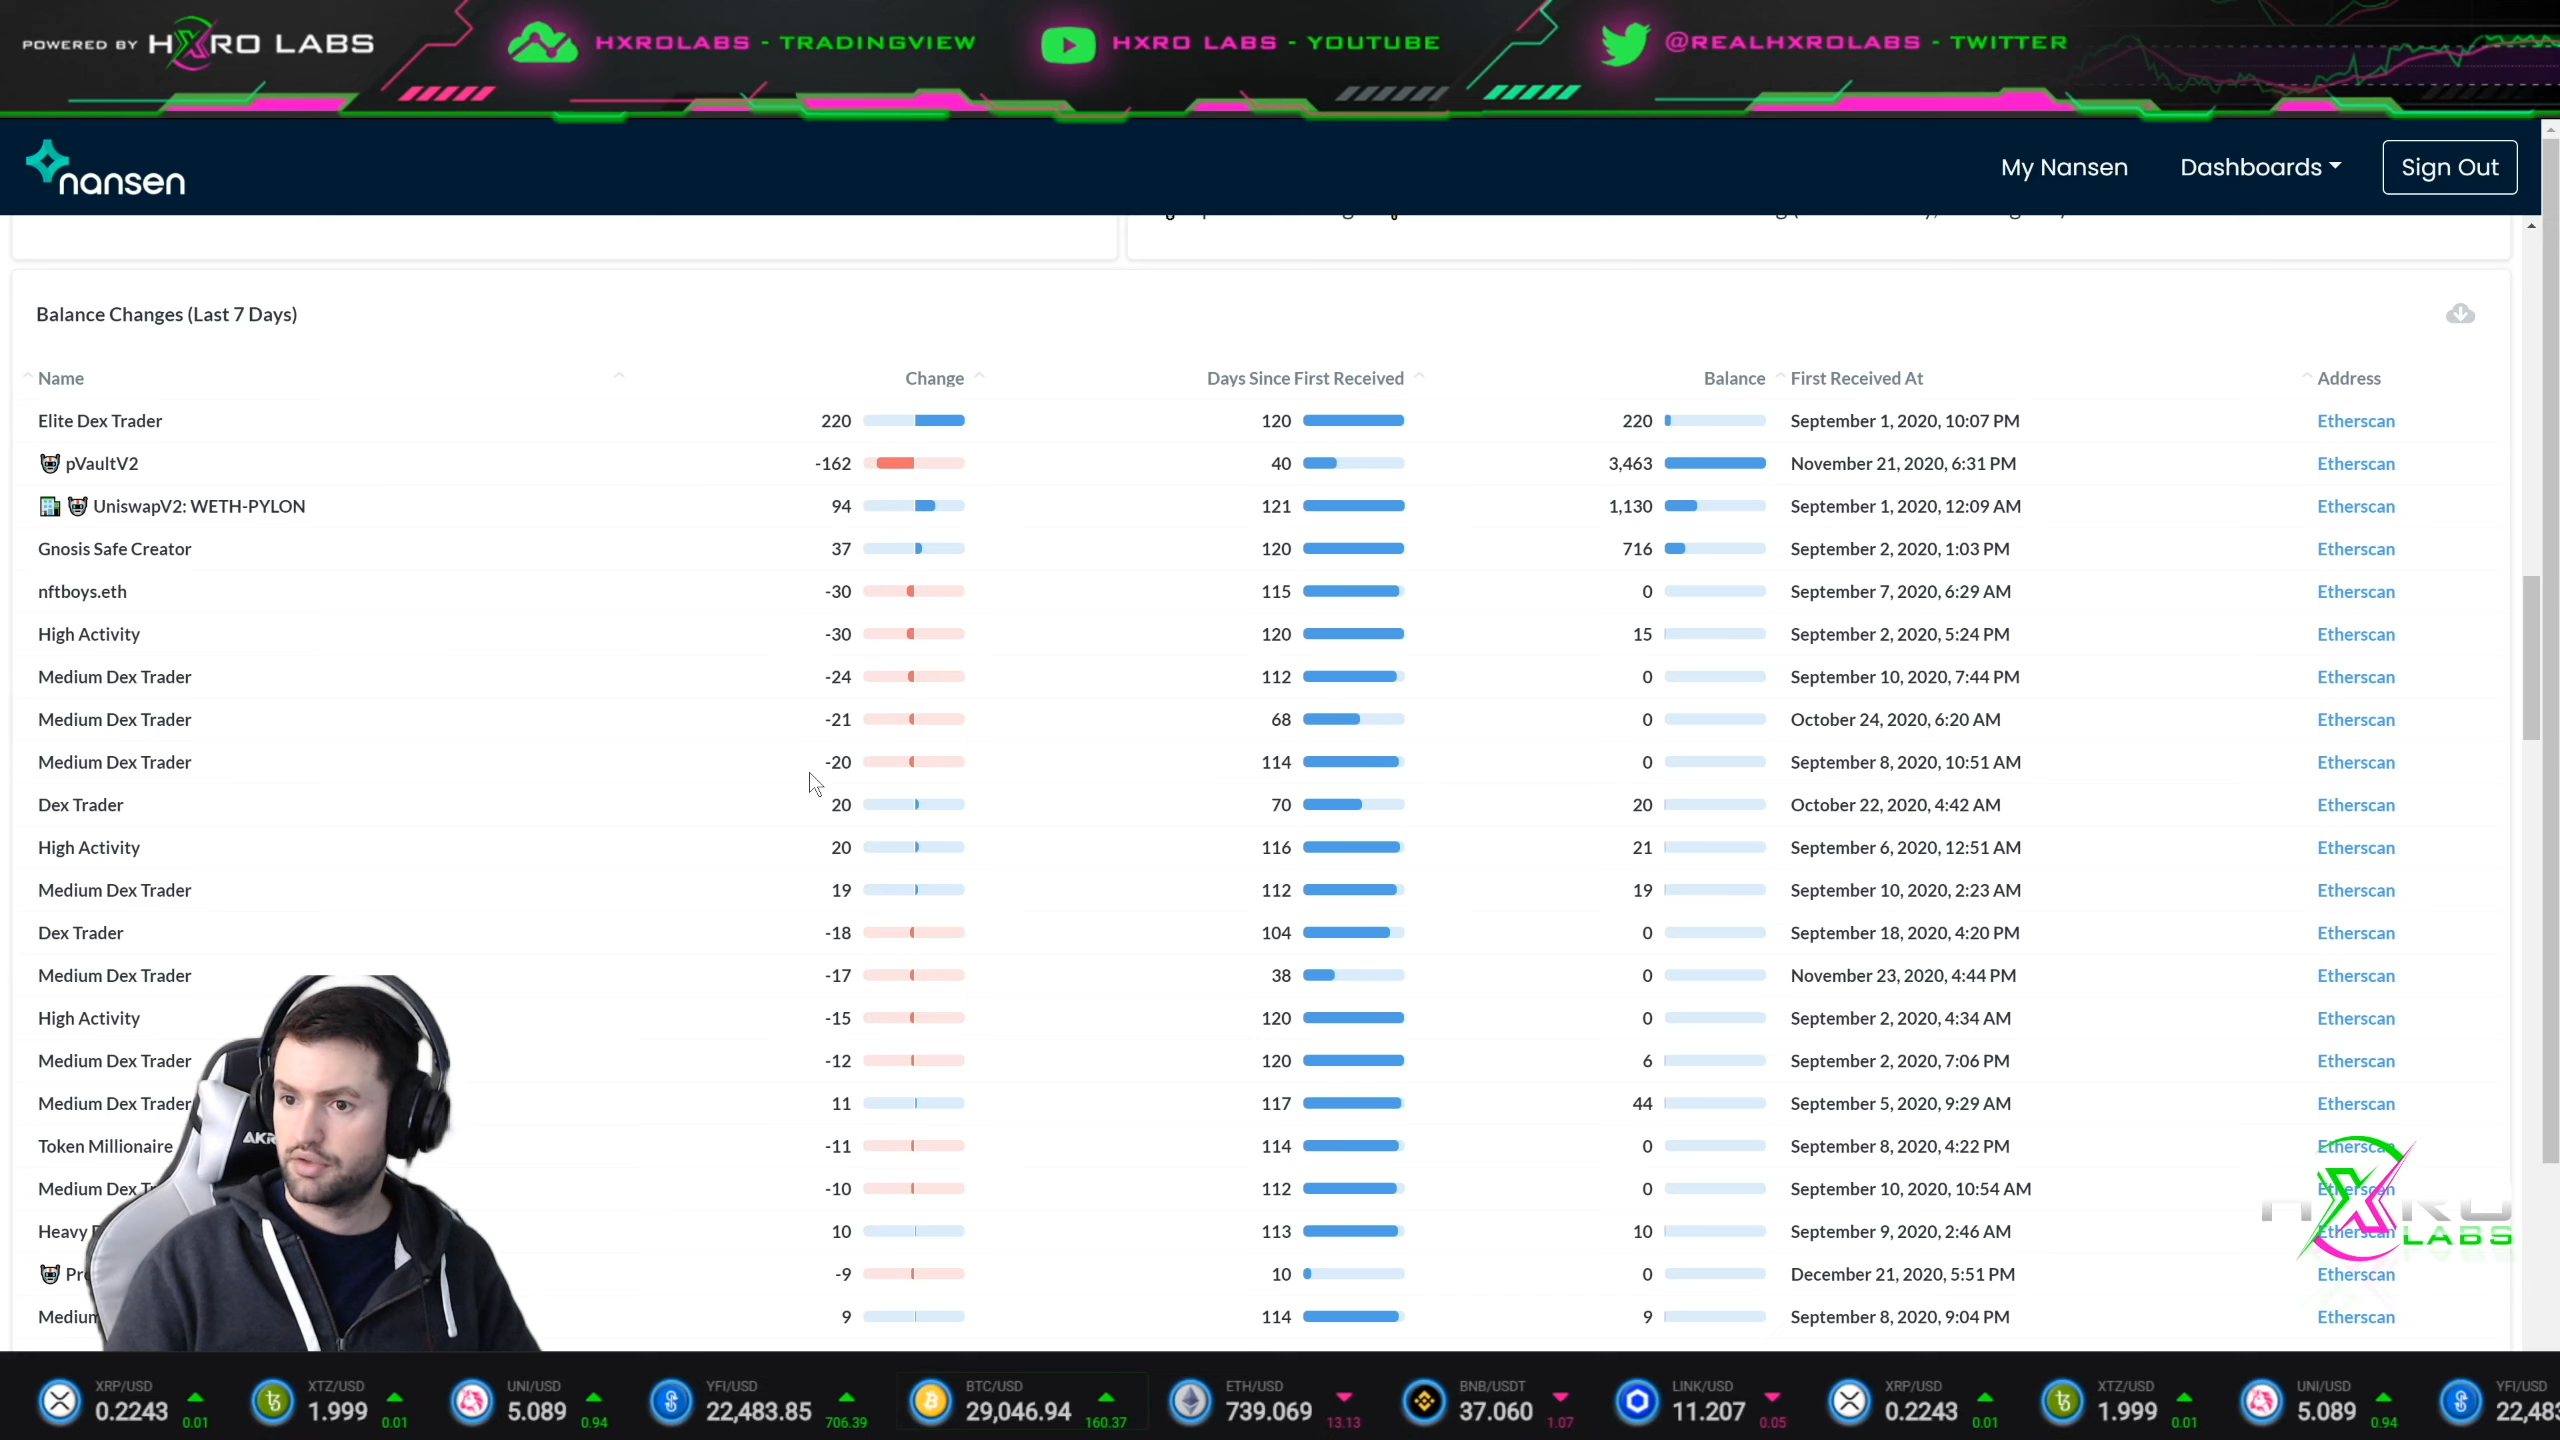 POWERED BY HXRO LABS HXROLABS - TRADINGVIEW HXRO LABS - YOUTUBE @REALHXROLABS - TWITTER
nansen My Nansen Dashboards Sign Out
Balance Changes (Last 7 Days)
Name Change Days Since First Received Balance First Received At Address
Elite Dex Trader 220 120 220 September 1, 2020, 10:07 PM Etherscan
pVaultV2 -162 40 3,463 November 21, 2020, 6:31 PM Etherscan
UniswapV2: WETH-PYLON 94 121 1,130 September 1, 2020, 12:09 AM Etherscan
Gnosis Safe Creator 37 120 716 September 2, 2020, 1:03 PM Etherscan
nftboys.eth -30 115 0 September 7, 2020, 6:29 AM Etherscan
High Activity -30 120 15 September 2, 2020, 5:24 PM Etherscan
Medium Dex Trader -24 112 0 September 10, 2020, 7:44 PM Etherscan
Medium Dex Trader -21 68 0 October 24, 2020, 6:20 AM Etherscan
Medium Dex Trader -20 114 0 September 8, 2020, 10:51 AM Etherscan
Dex Trader 20 70 20 October 22, 2020, 4:42 AM Etherscan
High Activity 20 116 21 September 6, 2020, 12:51 AM Etherscan
Medium Dex Trader 19 112 19 September 10, 2020, 2:23 AM Etherscan
Dex Trader -18 104 0 September 18, 2020, 4:20 PM Etherscan
Medium Dex Trader -17 38 0 November 23, 2020, 4:44 PM Etherscan
High Activity -15 120 0 September 2, 2020, 4:34 AM Etherscan
Medium Dex Trader -12 120 6 September 2, 2020, 7:06 PM Etherscan
Medium Dex Trader 11 117 44 September 5, 2020, 9:29 AM Etherscan
AKR
Token Millionaire -11 114 0 September 8, 2020, 4:22 PM Etherscan
Medium Dex -10 112 0 September 10, 2020, 10:54 AM Etherscan
Heavy 10 113 10 September 9, 2020, 2:46 AM Etherscan
HXRO
LABS
-9 10 0 December 21, 2020, 5:51 PM Etherscan
Medium 9 114 9 September 8, 2020, 9:04 PM Etherscan
XRP/USD XTZ/USD UNI/USD YFI/USD BTC/USD ETH/USD BNB/USDT LINK/USD XRP/USD XTZ/USD UNI/USD YFI/USD
0.2243 0.01 1.999 0.01 5.089 0.94 22,483.85 706.39 29,046.94 160.37 739.069 13.13 37.060 1.07 11.207 0.05 0.2243 0.01 1.999 0.01 5.089 0.94 22,483